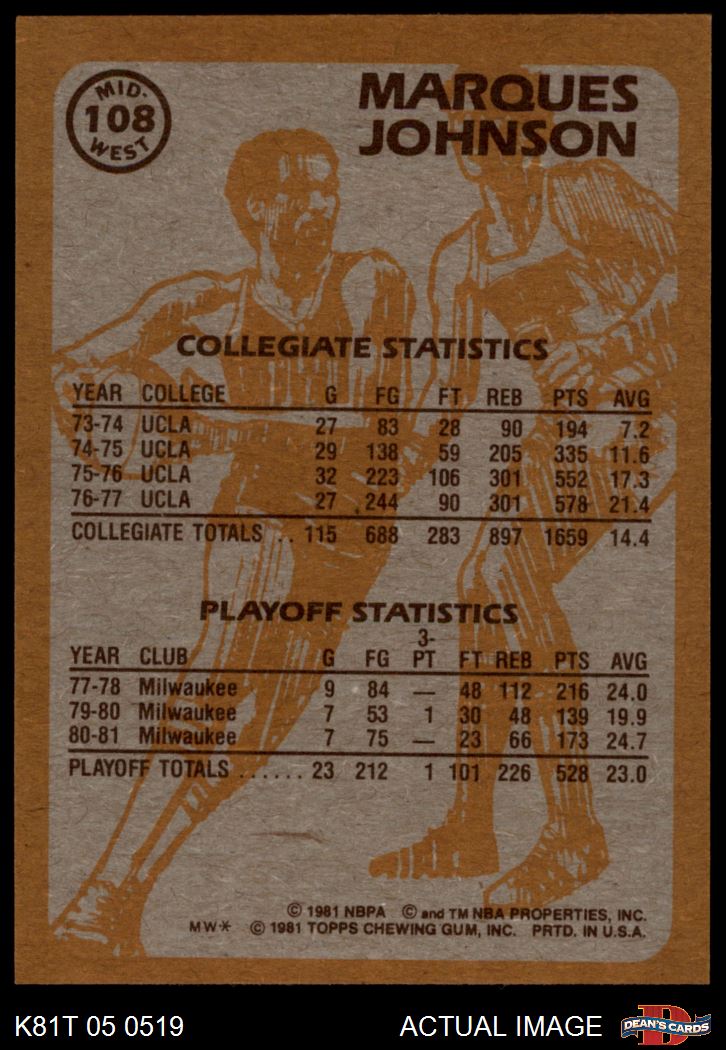 MID-
108
WEST
MARQUES
JOHNSON
COLLEGIATE STATISTICS
YEAR COLLEGE G FG FT REB PTS AVG
73-74 UCLA 27 83 28 90 194 7.2
74-75 UCLA 29 138 59 205 335 11.6
75-76 UCLA 32 223 106 301 552 17.3
76-77 UCLA 27 244 90 301 578 21.4
COLLEGIATE TOTALS .. 115 688 283 897 1659 14.4
PLAYOFF STATISTICS
3-
YEAR CLUB G FG PT FT REB PTS AVG
77-78 Milwaukee 9 84 — 48 112 216 24.0
79-80 Milwaukee 7 53 1 30 48 139 19.9
80-81 Milwaukee 7 75 — 23 66 173 24.7
PLAYOFF TOTALS ...... 23 212 1 101 226 528 23.0
© 1981 NBPA © and TM NBA PROPERTIES, INC.
MW* © 1981 TOPPS CHEWING GUM, INC. PRTD. IN U.S.A.
K81T 05 0519 ACTUAL IMAGE
D
DEAN'S CARDS